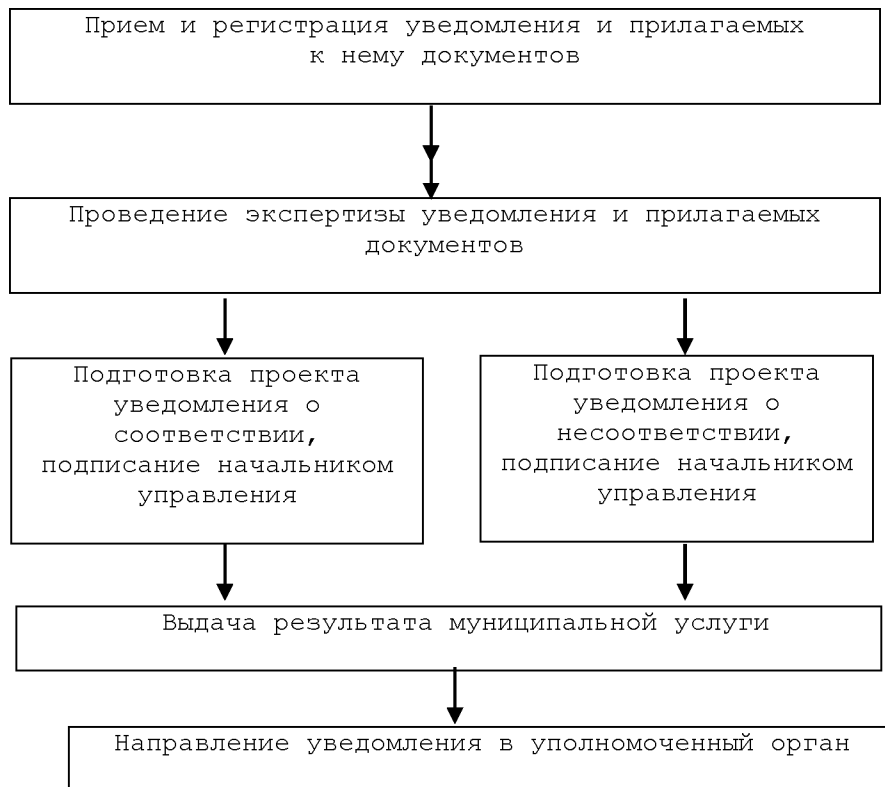 Прием и регистрация уведомления и прилагаемых
к нему документов
Проведение экспертизы уведомления и прилагаемых
документов
Подготовка проекта
уведомления о
соответствии,
подписание начальником
управления
Подготовка проекта
уведомления о
несоответствии,
подписание начальником
управления
Выдача результата муниципальной услуги
Направление уведомления в уполномоченный орган